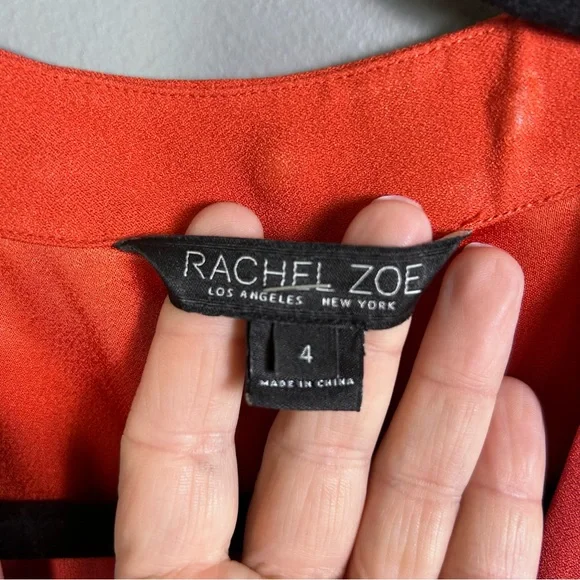 RACHEL ZOE
LOS ANGELES NEW YORK
4
MADE IN CHINA